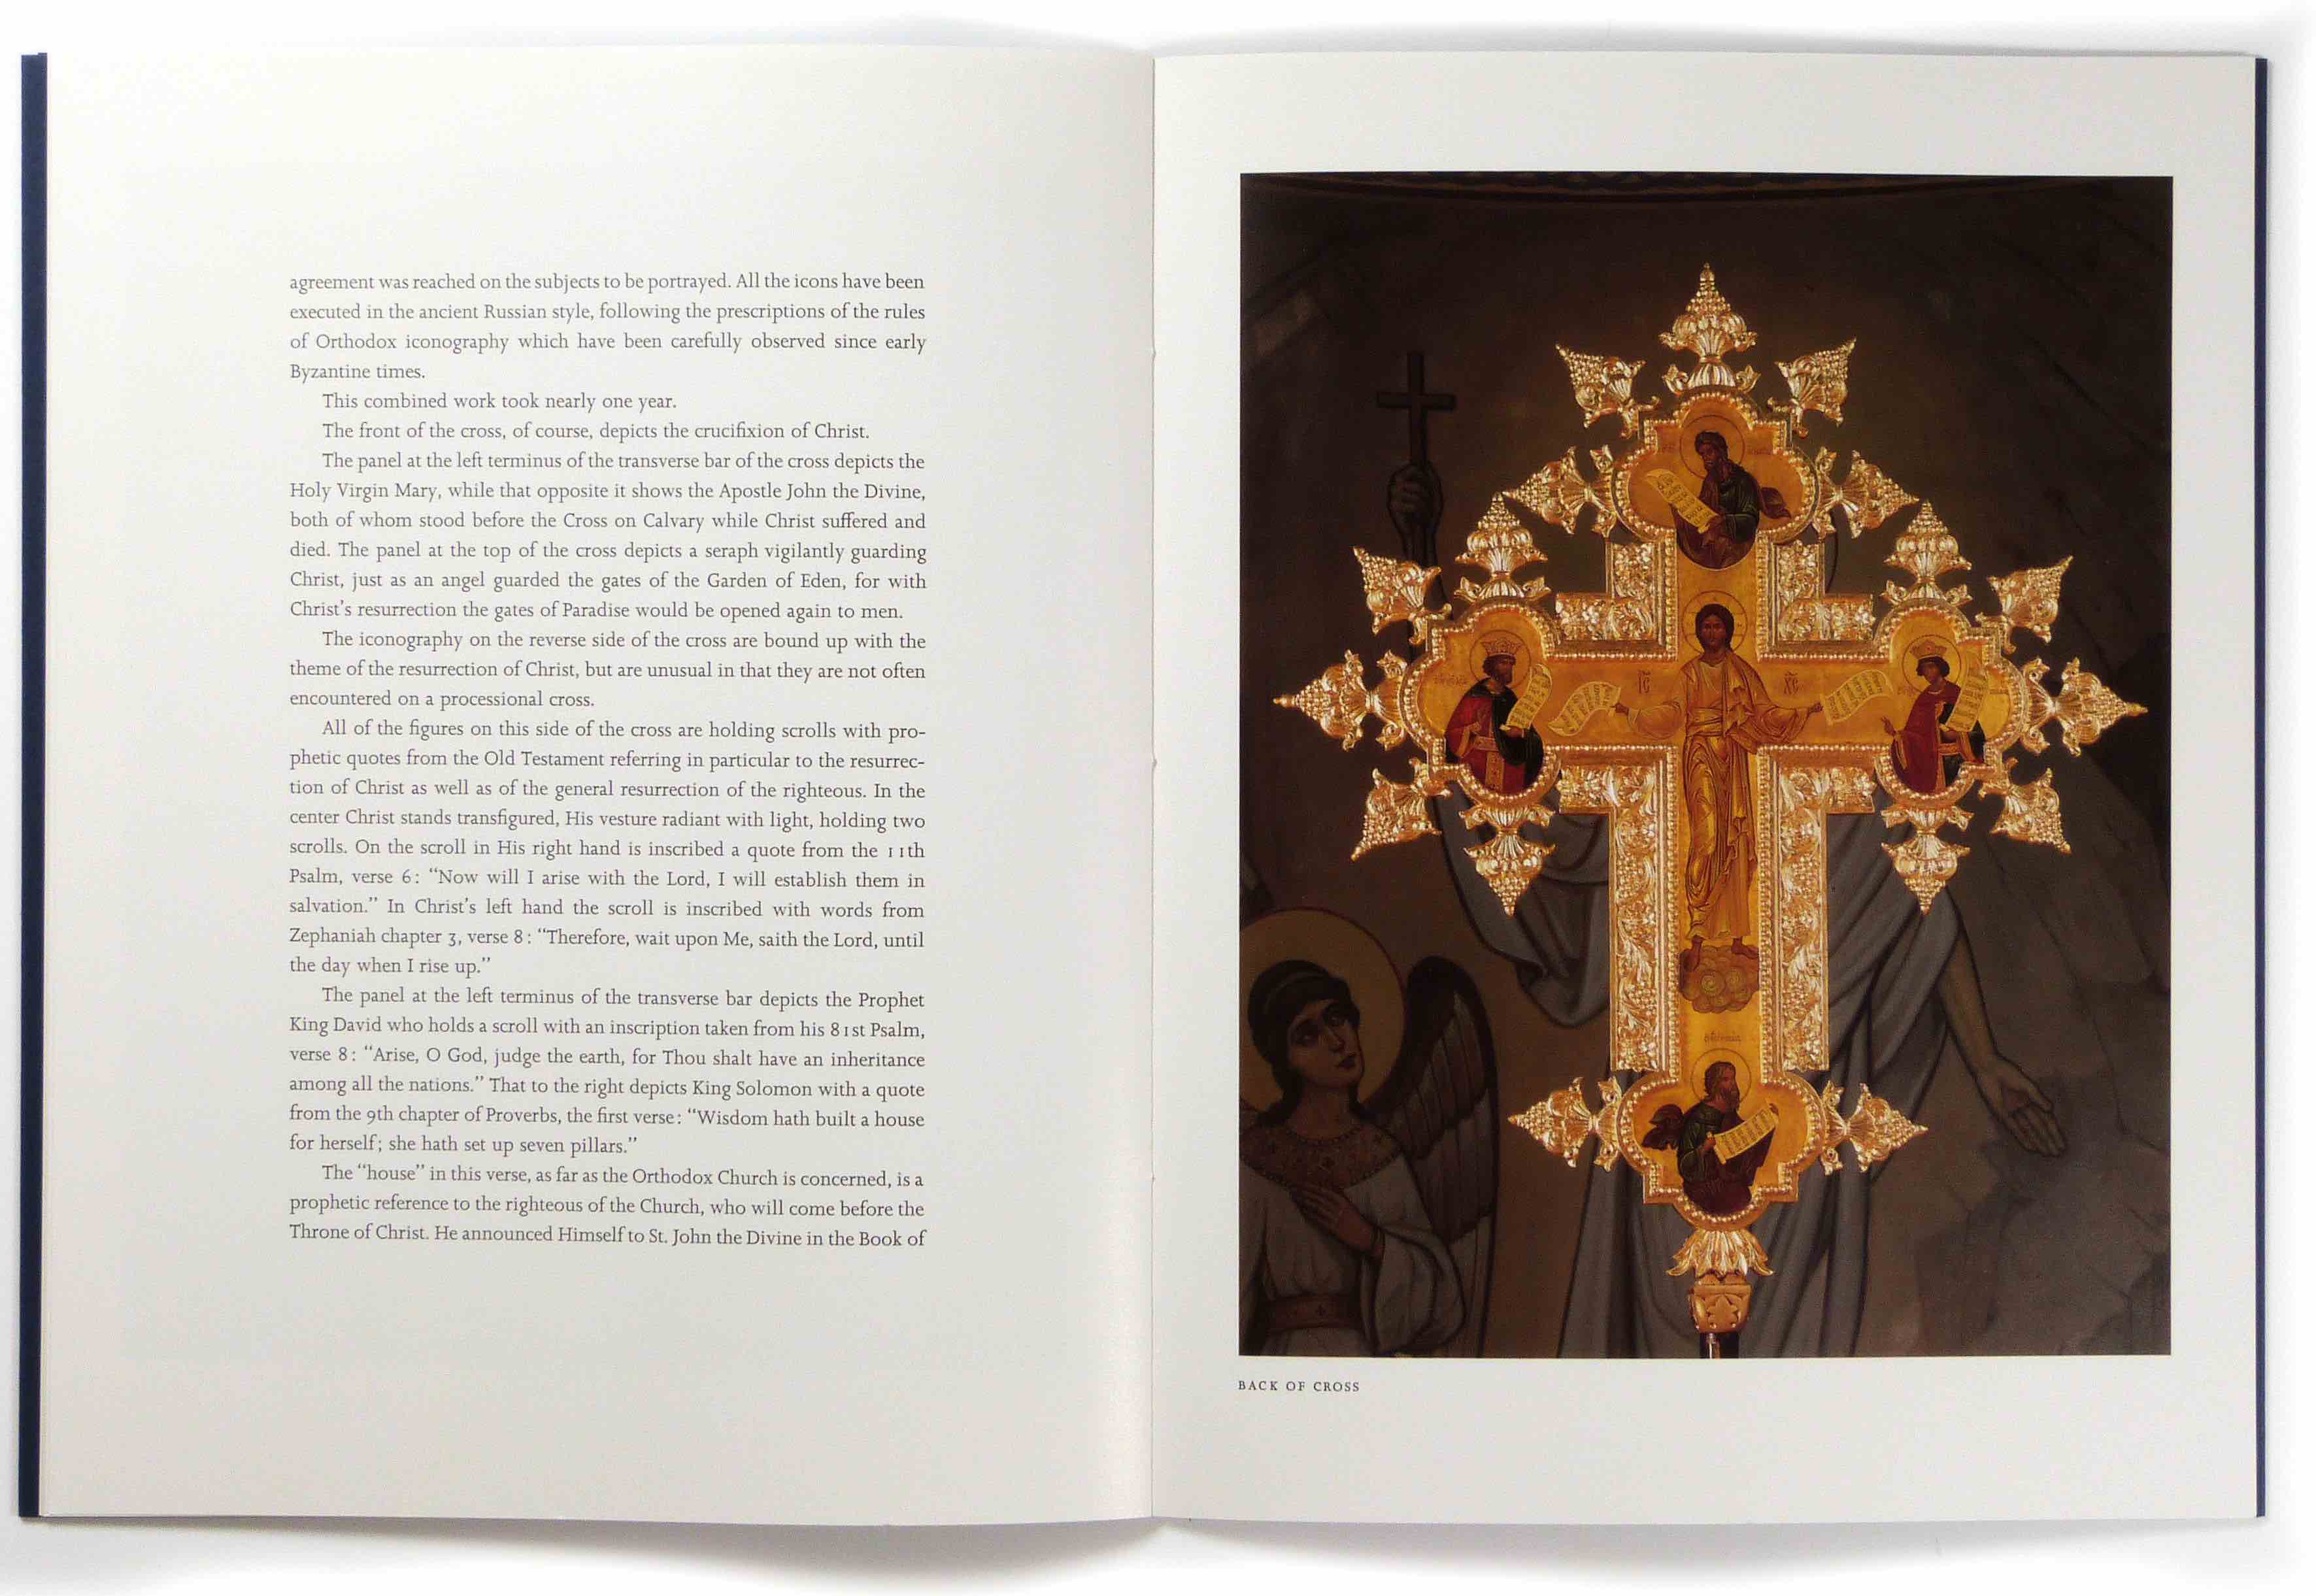 agreement was reached on the subjects to be portrayed. All the icons have been
executed in the ancient Russian style, following the prescriptions of the rules
of Orthodox iconography which have been carefully observed since early
Byzantine times.
This combined work took nearly one year.
The front of the cross, of course, depicts the crucifixion of Christ.
The panel at the left terminus of the transverse bar of the cross depicts the
Holy Virgin Mary, while that opposite it shows the Apostle John the Divine,
both of whom stood before the Cross on Calvary while Christ suffered and
died. The panel at the top of the cross depicts a seraph vigilantly guarding
Christ, just as an angel guarded the gates of the Garden of Eden, for with
Christ's resurrection the gates of Paradise would be opened again to men.
The iconography on the reverse side of the cross are bound up with the
theme of the resurrection of Christ, but are unusual in that they are not often
encountered on a processional cross.
All of the figures on this side of the cross are holding scrolls with pro-
phetic quotes from the Old Testament referring in particular to the resurrec-
tion of Christ as well as of the general resurrection of the righteous. In the
center Christ stands transfigured, His vesture radiant with light, holding two
scrolls. On the scroll in His right hand is inscribed a quote from the 11th
Psalm, verse 6: "Now will I arise with the Lord, I will establish them in
salvation." In Christ's left hand the scroll is inscribed with words from
Zephaniah chapter 3, verse 8: "Therefore, wait upon Me, saith the Lord, until
the day when I rise up."
The panel at the left terminus of the transverse bar depicts the Prophet
King David who holds a scroll with an inscription taken from his 81st Psalm,
verse 8: "Arise, O God, judge the earth, for Thou shalt have an inheritance
among all the nations." That to the right depicts King Solomon with a quote
from the 9th chapter of Proverbs, the first verse: "Wisdom hath built a house
for herself; she hath set up seven pillars."
The "house" in this verse, as far as the Orthodox Church is concerned, is a
prophetic reference to the righteous of the Church, who will come before the
Throne of Christ. He announced Himself to St. John the Divine in the Book of
ІС ХС
BACK OF CROSS